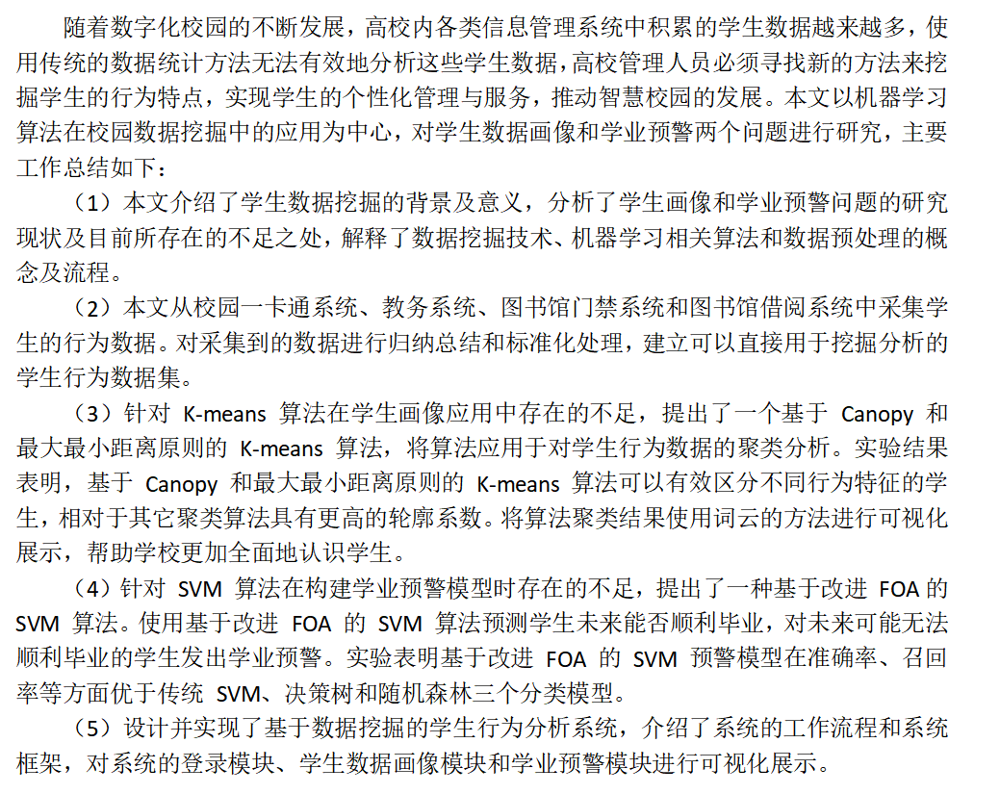 随着数字化校园的不断发展，高校内各类信息管理系统中积累的学生数据越来越多，使
用传统的数据统计方法无法有效地分析这些学生数据，高校管理人员必须寻找新的方法来挖
掘学生的行为特点，实现学生的个性化管理与服务，推动智慧校园的发展。本文以机器学习
算法在校园数据挖掘中的应用为中心，对学生数据画像和学业预警两个问题进行研究，主要
工作总结如下：
（1）本文介绍了学生数据挖掘的背景及意义，分析了学生画像和学业预警问题的研究
现状及目前所存在的不足之处，解释了数据挖掘技术、机器学习相关算法和数据预处理的概
念及流程。
（2）本文从校园一卡通系统、教务系统、图书馆门禁系统和图书馆借阅系统中采集学
生的行为数据。对采集到的数据进行归纳总结和标准化处理，建立可以直接用于挖掘分析的
学生行为数据集。
（3）针对 K-means 算法在学生画像应用中存在的不足，提出了一个基于 Canopy 和
最大最小距离原则的 K-means 算法，将算法应用于对学生行为数据的聚类分析。实验结果
表明，基于 Canopy 和最大最小距离原则的 K-means 算法可以有效区分不同行为特征的学
生，相对于其它聚类算法具有更高的轮廓系数。将算法聚类结果使用词云的方法进行可视化
展示，帮助学校更加全面地认识学生。
（4）针对 SVM 算法在构建学业预警模型时存在的不足，提出了一种基于改进 FOA 的
SVM 算法。使用基于改进 FOA 的 SVM 算法预测学生未来能否顺利毕业，对未来可能无法
顺利毕业的学生发出学业预警。实验表明基于改进 FOA 的 SVM 预警模型在准确率、召回
率等方面优于传统 SVM、决策树和随机森林三个分类模型。
（5）设计并实现了基于数据挖掘的学生行为分析系统，介绍了系统的工作流程和系统
框架，对系统的登录模块、学生数据画像模块和学业预警模块进行可视化展示。